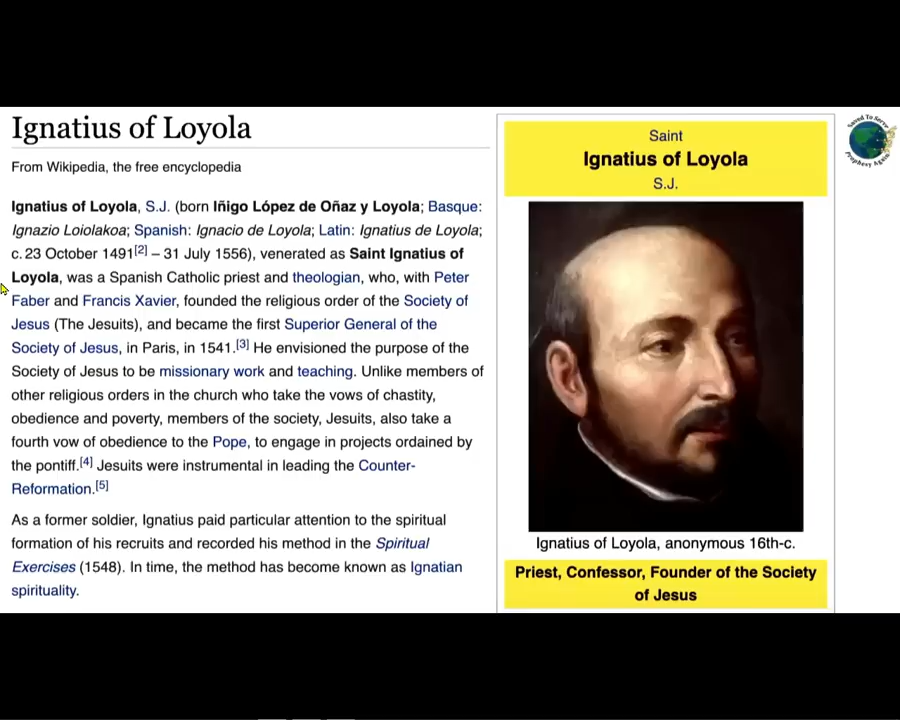 Ignatius of Loyola
From Wikipedia, the free encyclopedia
Ignatius of Loyola, S.J. (born Iñigo López de Oñaz y Loyola; Basque:
Ignazio Loiolakoa; Spanish: Ignacio de Loyola; Latin: Ignatius de Loyola;
c. 23 October 1491[2] – 31 July 1556), venerated as Saint Ignatius of
Loyola, was a Spanish Catholic priest and theologian, who, with Peter
Faber and Francis Xavier, founded the religious order of the Society of
Jesus (The Jesuits), and became the first Superior General of the
Society of Jesus, in Paris, in 1541.[3] He envisioned the purpose of the
Society of Jesus to be missionary work and teaching. Unlike members of
other religious orders in the church who take the vows of chastity,
obedience and poverty, members of the society, Jesuits, also take a
fourth vow of obedience to the Pope, to engage in projects ordained by
the pontiff.[4] Jesuits were instrumental in leading the Counter-
Reformation.[5]
As a former soldier, Ignatius paid particular attention to the spiritual
formation of his recruits and recorded his method in the Spiritual
Exercises (1548). In time, the method has become known as Ignatian
spirituality.
Saint
Ignatius of Loyola
S.J.
Ignatius of Loyola, anonymous 16th-c.
Priest, Confessor, Founder of the Society
of Jesus
Saved To Serve
Prophesy Again